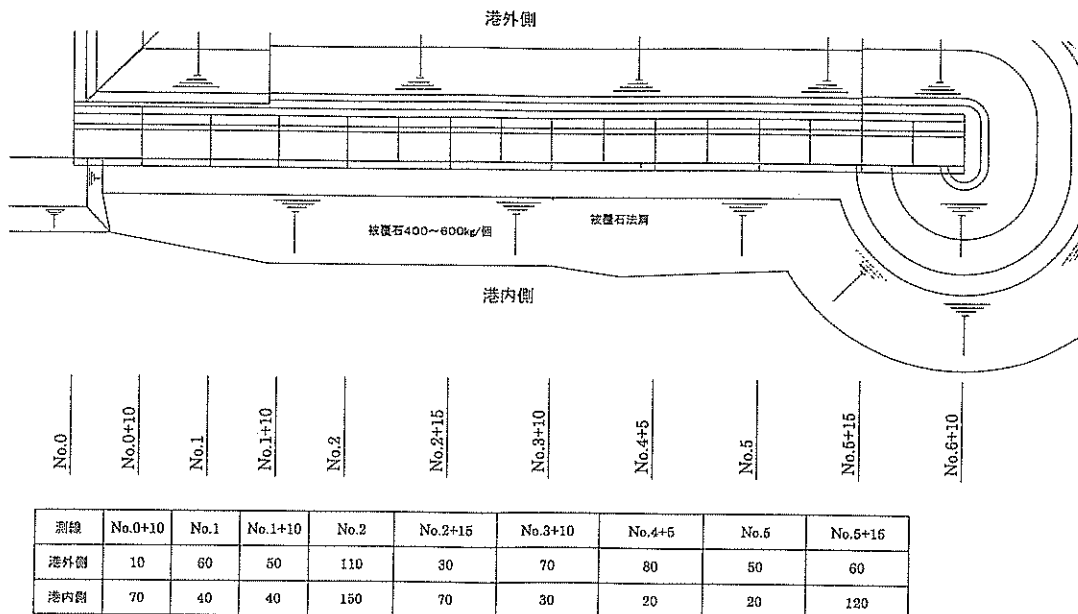 港外側
被覆石400～600kg/個
被覆石法肩
港内側
No.0
No.0+10
No.1
No.1+10
No.2
No.2+15
No.3+10
No.4+5
No.5
No.5+15
No.6+10
測線 No.0+10 No.1 No.1+10 No.2 No.2+15 No.3+10 No.4+5 No.5 No.5+15
港外側 10 60 50 110 30 70 80 50 60
港内側 70 40 40 150 70 30 20 20 120